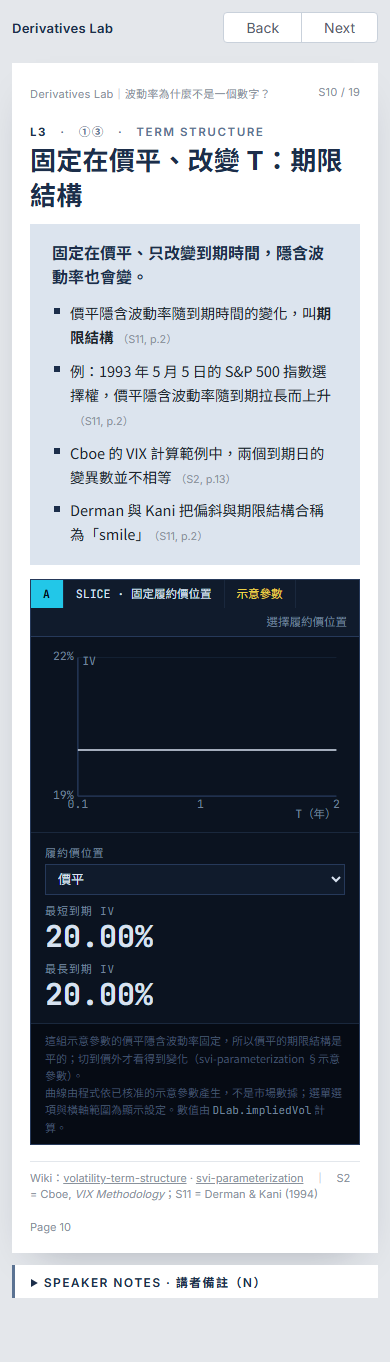 Derivatives Lab
Back
Next
Derivatives Lab | 波動率為什麼不是一個數字？
S10 / 19
L3 · ①③ · TERM STRUCTURE
固定在價平、改變 T：期限
結構
固定在價平、只改變到期時間，隱含波
動率也會變。
價平隱含波動率隨到期時間的變化，叫期
限結構 （S11, p.2）
例：1993 年 5 月 5 日的 S&P 500 指數選
擇權，價平隱含波動率隨到期拉長而上升
（S11, p.2）
Cboe 的 VIX 計算範例中，兩個到期日的
變異數並不相等 （S2, p.13）
Derman 與 Kani 把偏斜與期限結構合稱
為「smile」 （S11, p.2）
A
SLICE · 固定履約價位置
示意參數
選擇履約價位置
22%
IV
19%
0.1
1
2
T（年）
履約價位置
價平
最短到期 IV
20.00%
最長到期 IV
20.00%
這組示意參數的價平隱含波動率固定，所以價平的期限結構是
平的；切到價外才看得到變化（svi-parameterization §示意
參數）。
曲線由程式依已核准的示意參數產生，不是市場數據；選單選
項與橫軸範圍為顯示設定。數值由 DLab.impliedVol 計
算。
Wiki：volatility-term-structure · svi-parameterization | S2
= Cboe, VIX Methodology；S11 = Derman & Kani (1994)
Page 10
▶ SPEAKER NOTES · 講者備註（N）